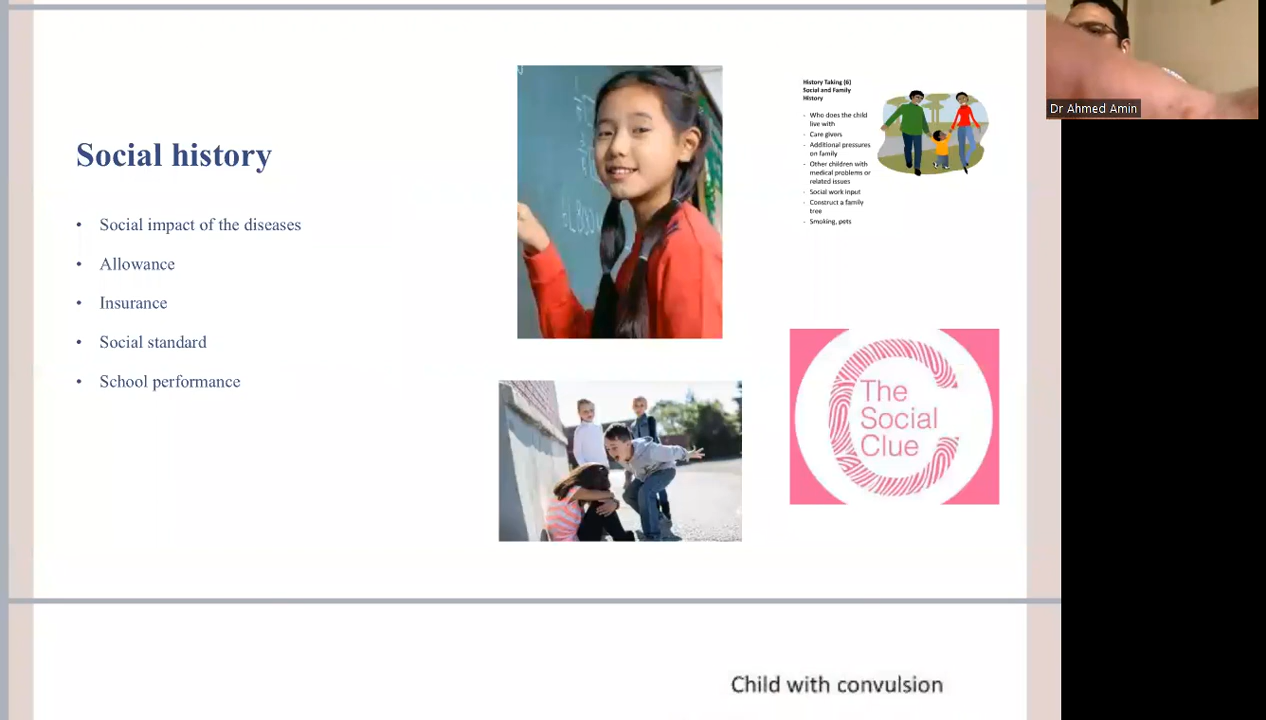 Social history
• Social impact of the diseases
• Allowance
• Insurance
• Social standard
• School performance
History Taking (6)
Social and Family
History
- Who does the child
live with
- Care givers
- Additional pressures
on family
- Other children with
medical problems or
related issues
- Social work input
- Construct a family
tree
- Smoking, pets
The
Social
Clue
Dr Ahmed Amin
Child with convulsion